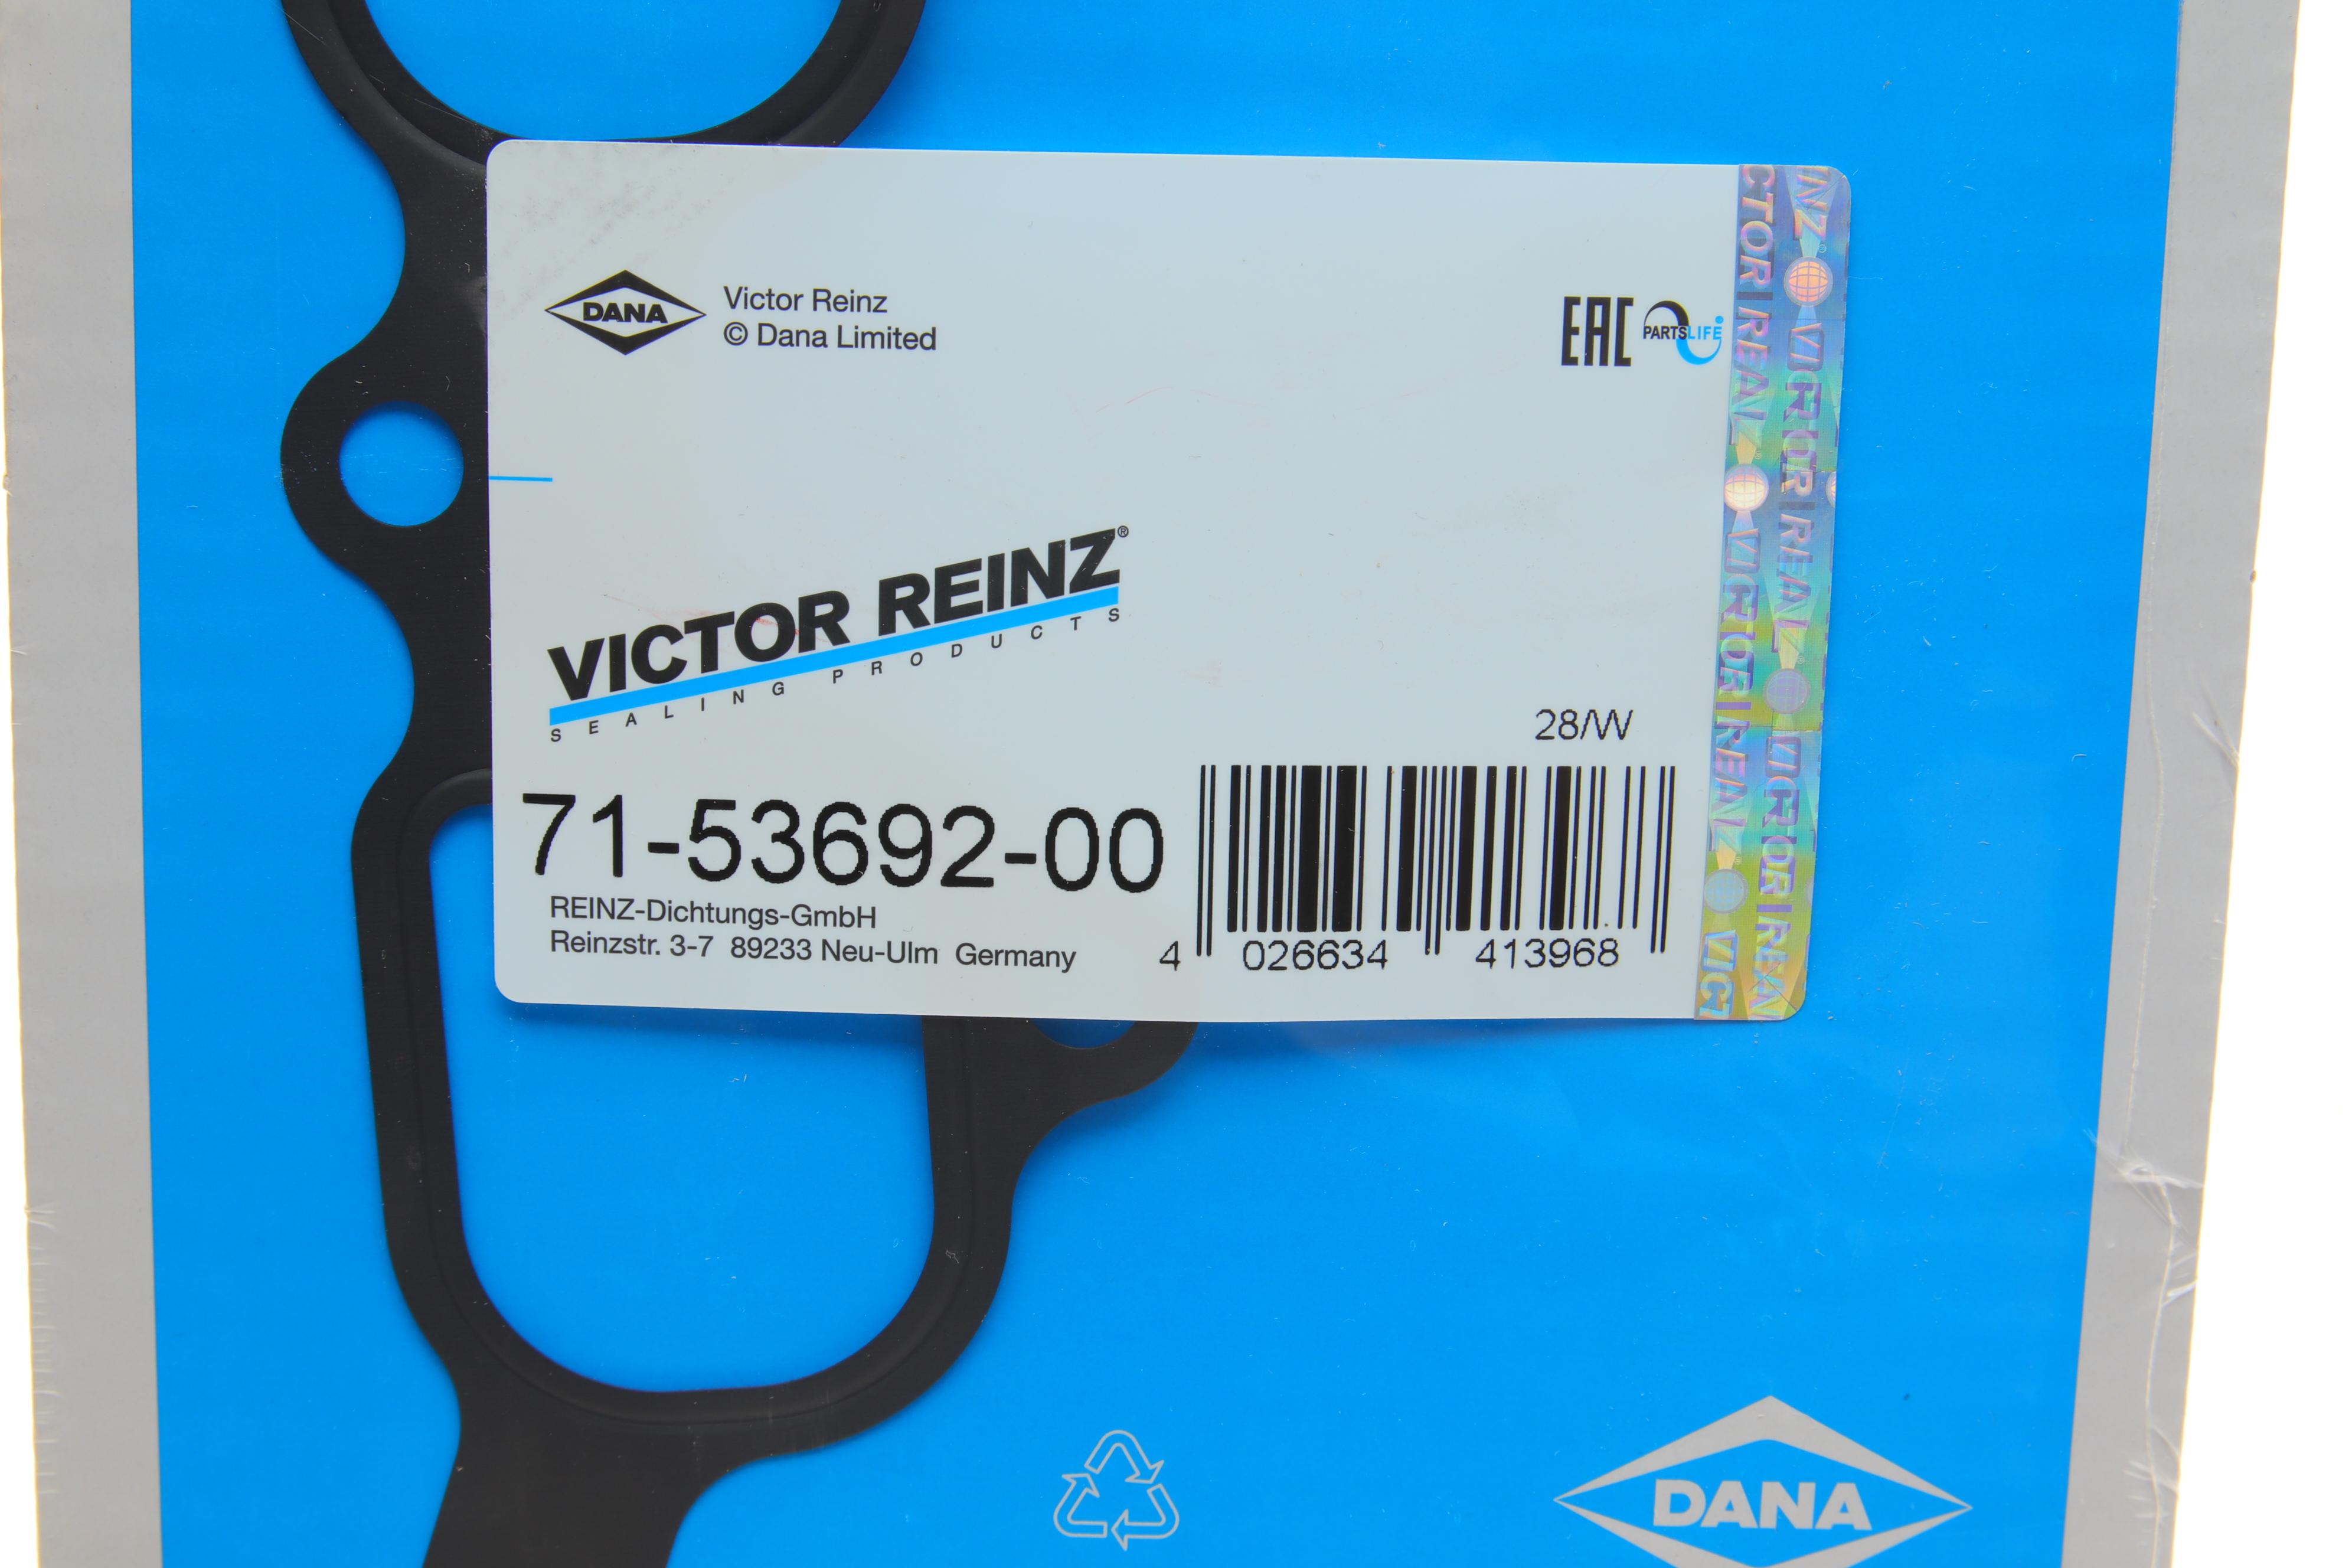 DANA
Victor Reinz
© Dana Limited
EAC
PARTSLIFE
VICTOR REINZ®
SEALING PRODUCTS
28/W
71-53692-00
REINZ-Dichtungs-GmbH
Reinzstr. 3-7 89233 Neu-Ulm Germany
4 026634 413968
DANA